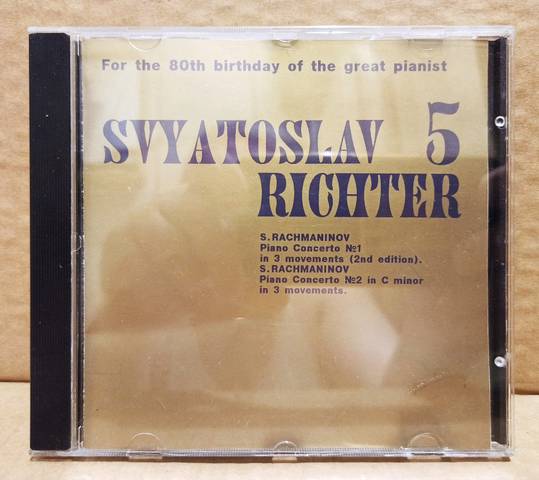 For the 80th birthday of the great pianist
SVYATOSLAV 5
RICHTER
S.RACHMANINOV
Piano Concerto №1
in 3 movements (2nd edition).
S.RACHMANINOV
Piano Concerto №2 in C minor
in 3 movements.